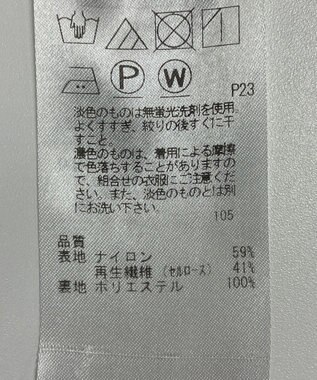 P W P23
淡色のものは無蛍光洗剤を使用
よくすすぎ、絞りの後すぐに干
すこと。
濃色のものは、着用による摩擦
で色落ちすることがありますの
で、組合せの衣服にご注意くださ
い。また、淡色のものとは別
にお洗い下さい。
105
品質
表地 ナイロン 59%
再生繊維 (セルロース) 41%
裏地 ポリエステル 100%